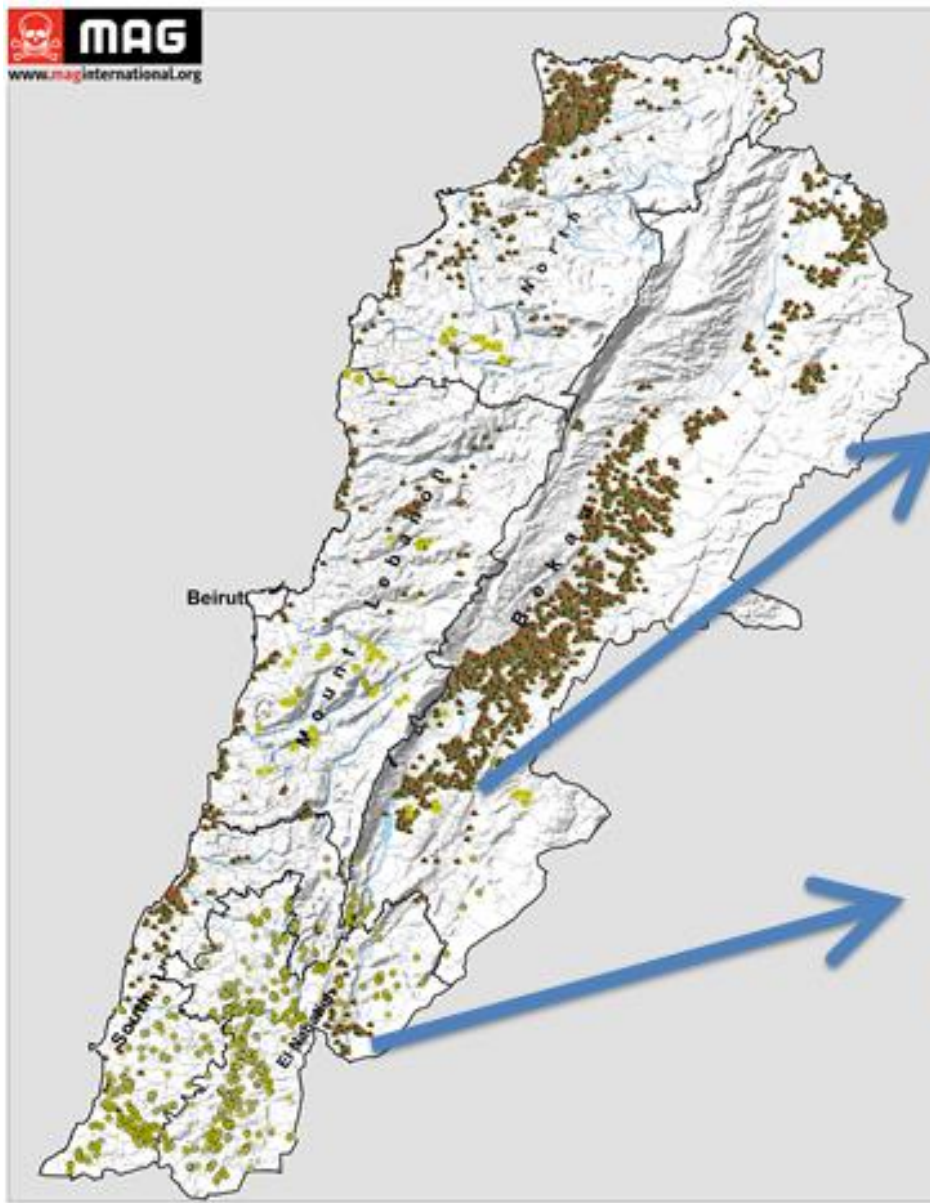 MAG
www.maginternational.org
North
Bekaa
Mount Lebanon
Beirut
South
El Nabatieh